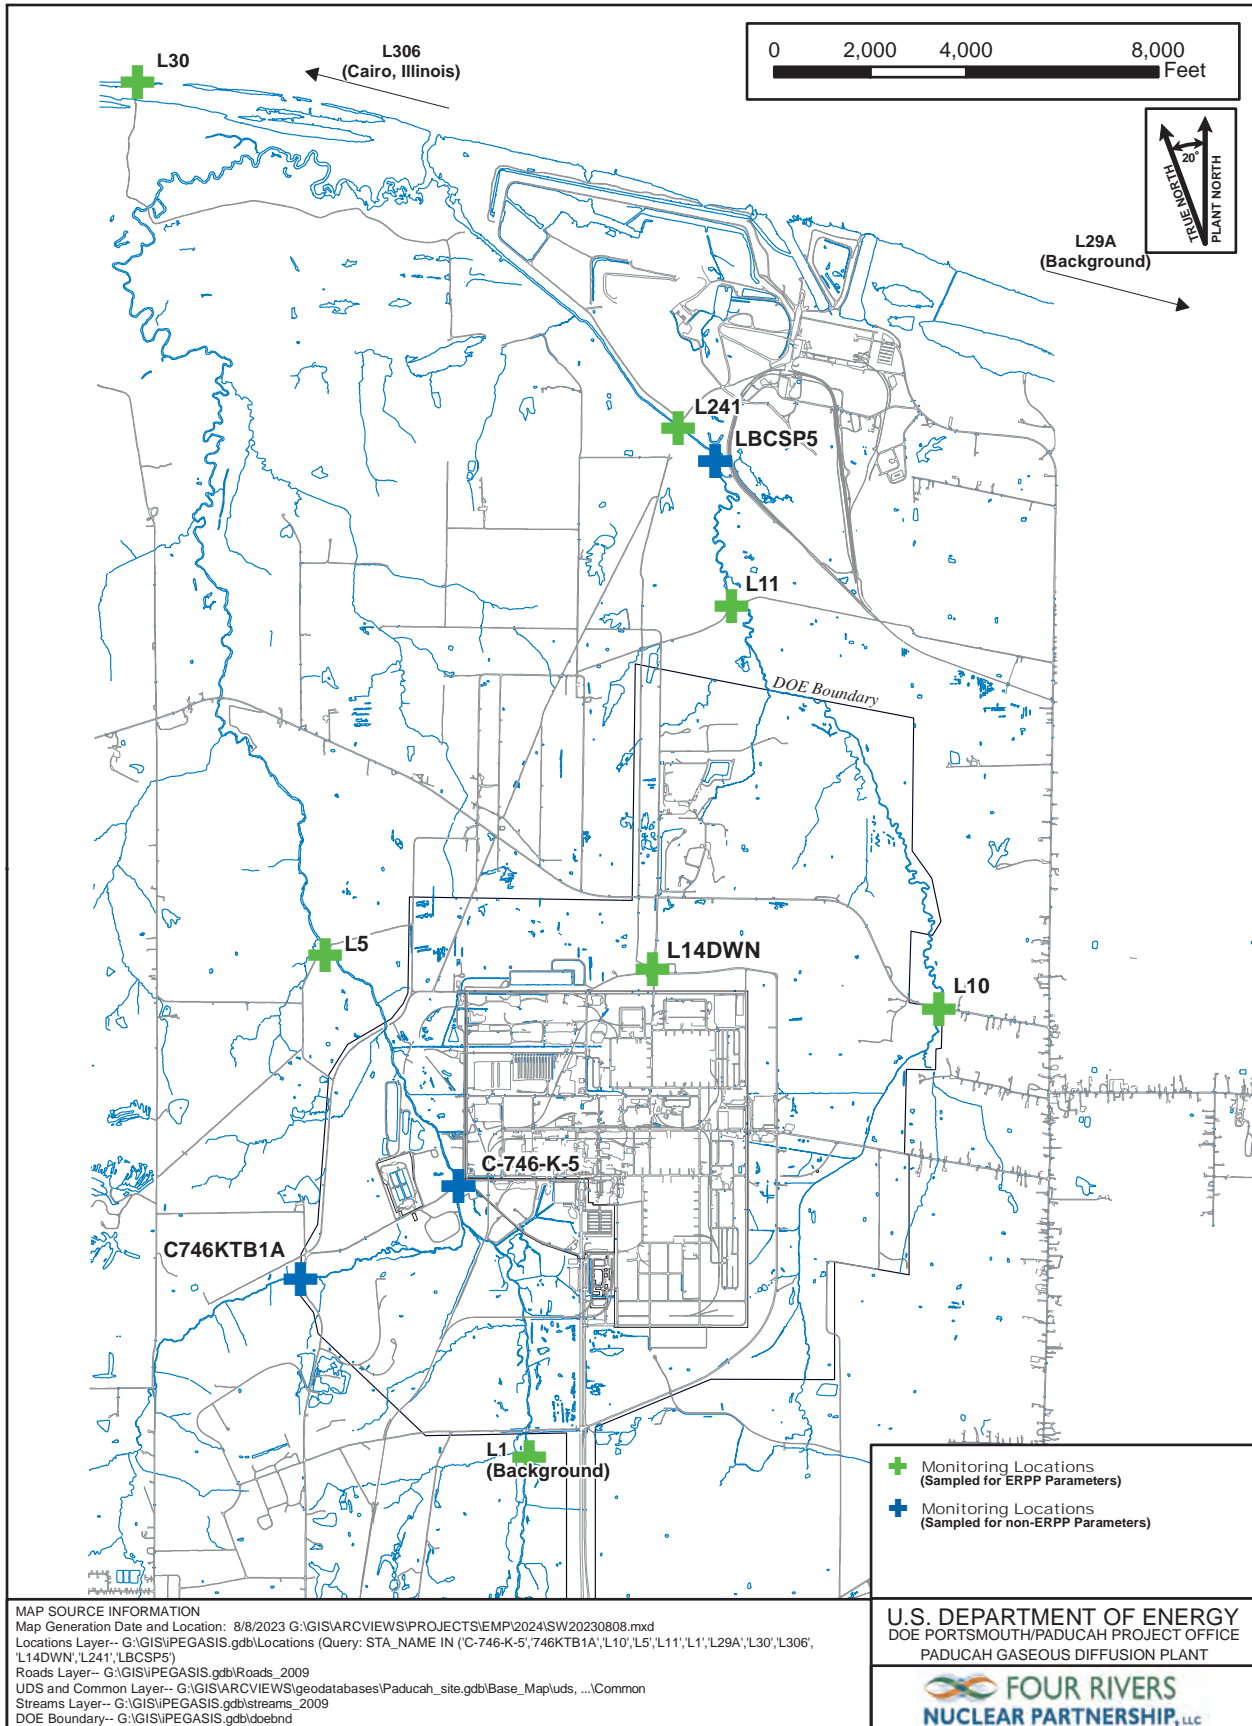 L30
L306
(Cairo, Illinois)
0 2,000 4,000 8,000
Feet
20°
TRUE NORTH
PLANT NORTH
L29A
(Background)
L241
LBCSP5
L11
DOE Boundary
L5
L14DWN
L10
C-746-K-5
C746KTB1A
L1
(Background)
Monitoring Locations
(Sampled for ERPP Parameters)
Monitoring Locations
(Sampled for non-ERPP Parameters)
MAP SOURCE INFORMATION
Map Generation Date and Location: 8/8/2023 G:\GIS\ARCVIEWS\PROJECTS\EMP\2024\SW20230808.mxd
Locations Layer-- G:\GIS\iPEGASIS.gdb\Locations (Query: STA_NAME IN ('C-746-K-5','746KTB1A','L10','L5','L11','L1','L29A','L30','L306',
'L14DWN','L241','LBCSP5')
Roads Layer-- G:\GIS\iPEGASIS.gdb\Roads_2009
UDS and Common Layer-- G:\GIS\ARCVIEWS\geodatabases\Paducah_site.gdb\Base_Map\uds, ...\Common
Streams Layer-- G:\GIS\iPEGASIS.gdb\streams_2009
DOE Boundary-- G:\GIS\iPEGASIS.gdb\doebnd
U.S. DEPARTMENT OF ENERGY
DOE PORTSMOUTH/PADUCAH PROJECT OFFICE
PADUCAH GASEOUS DIFFUSION PLANT
FOUR RIVERS
NUCLEAR PARTNERSHIP, LLC